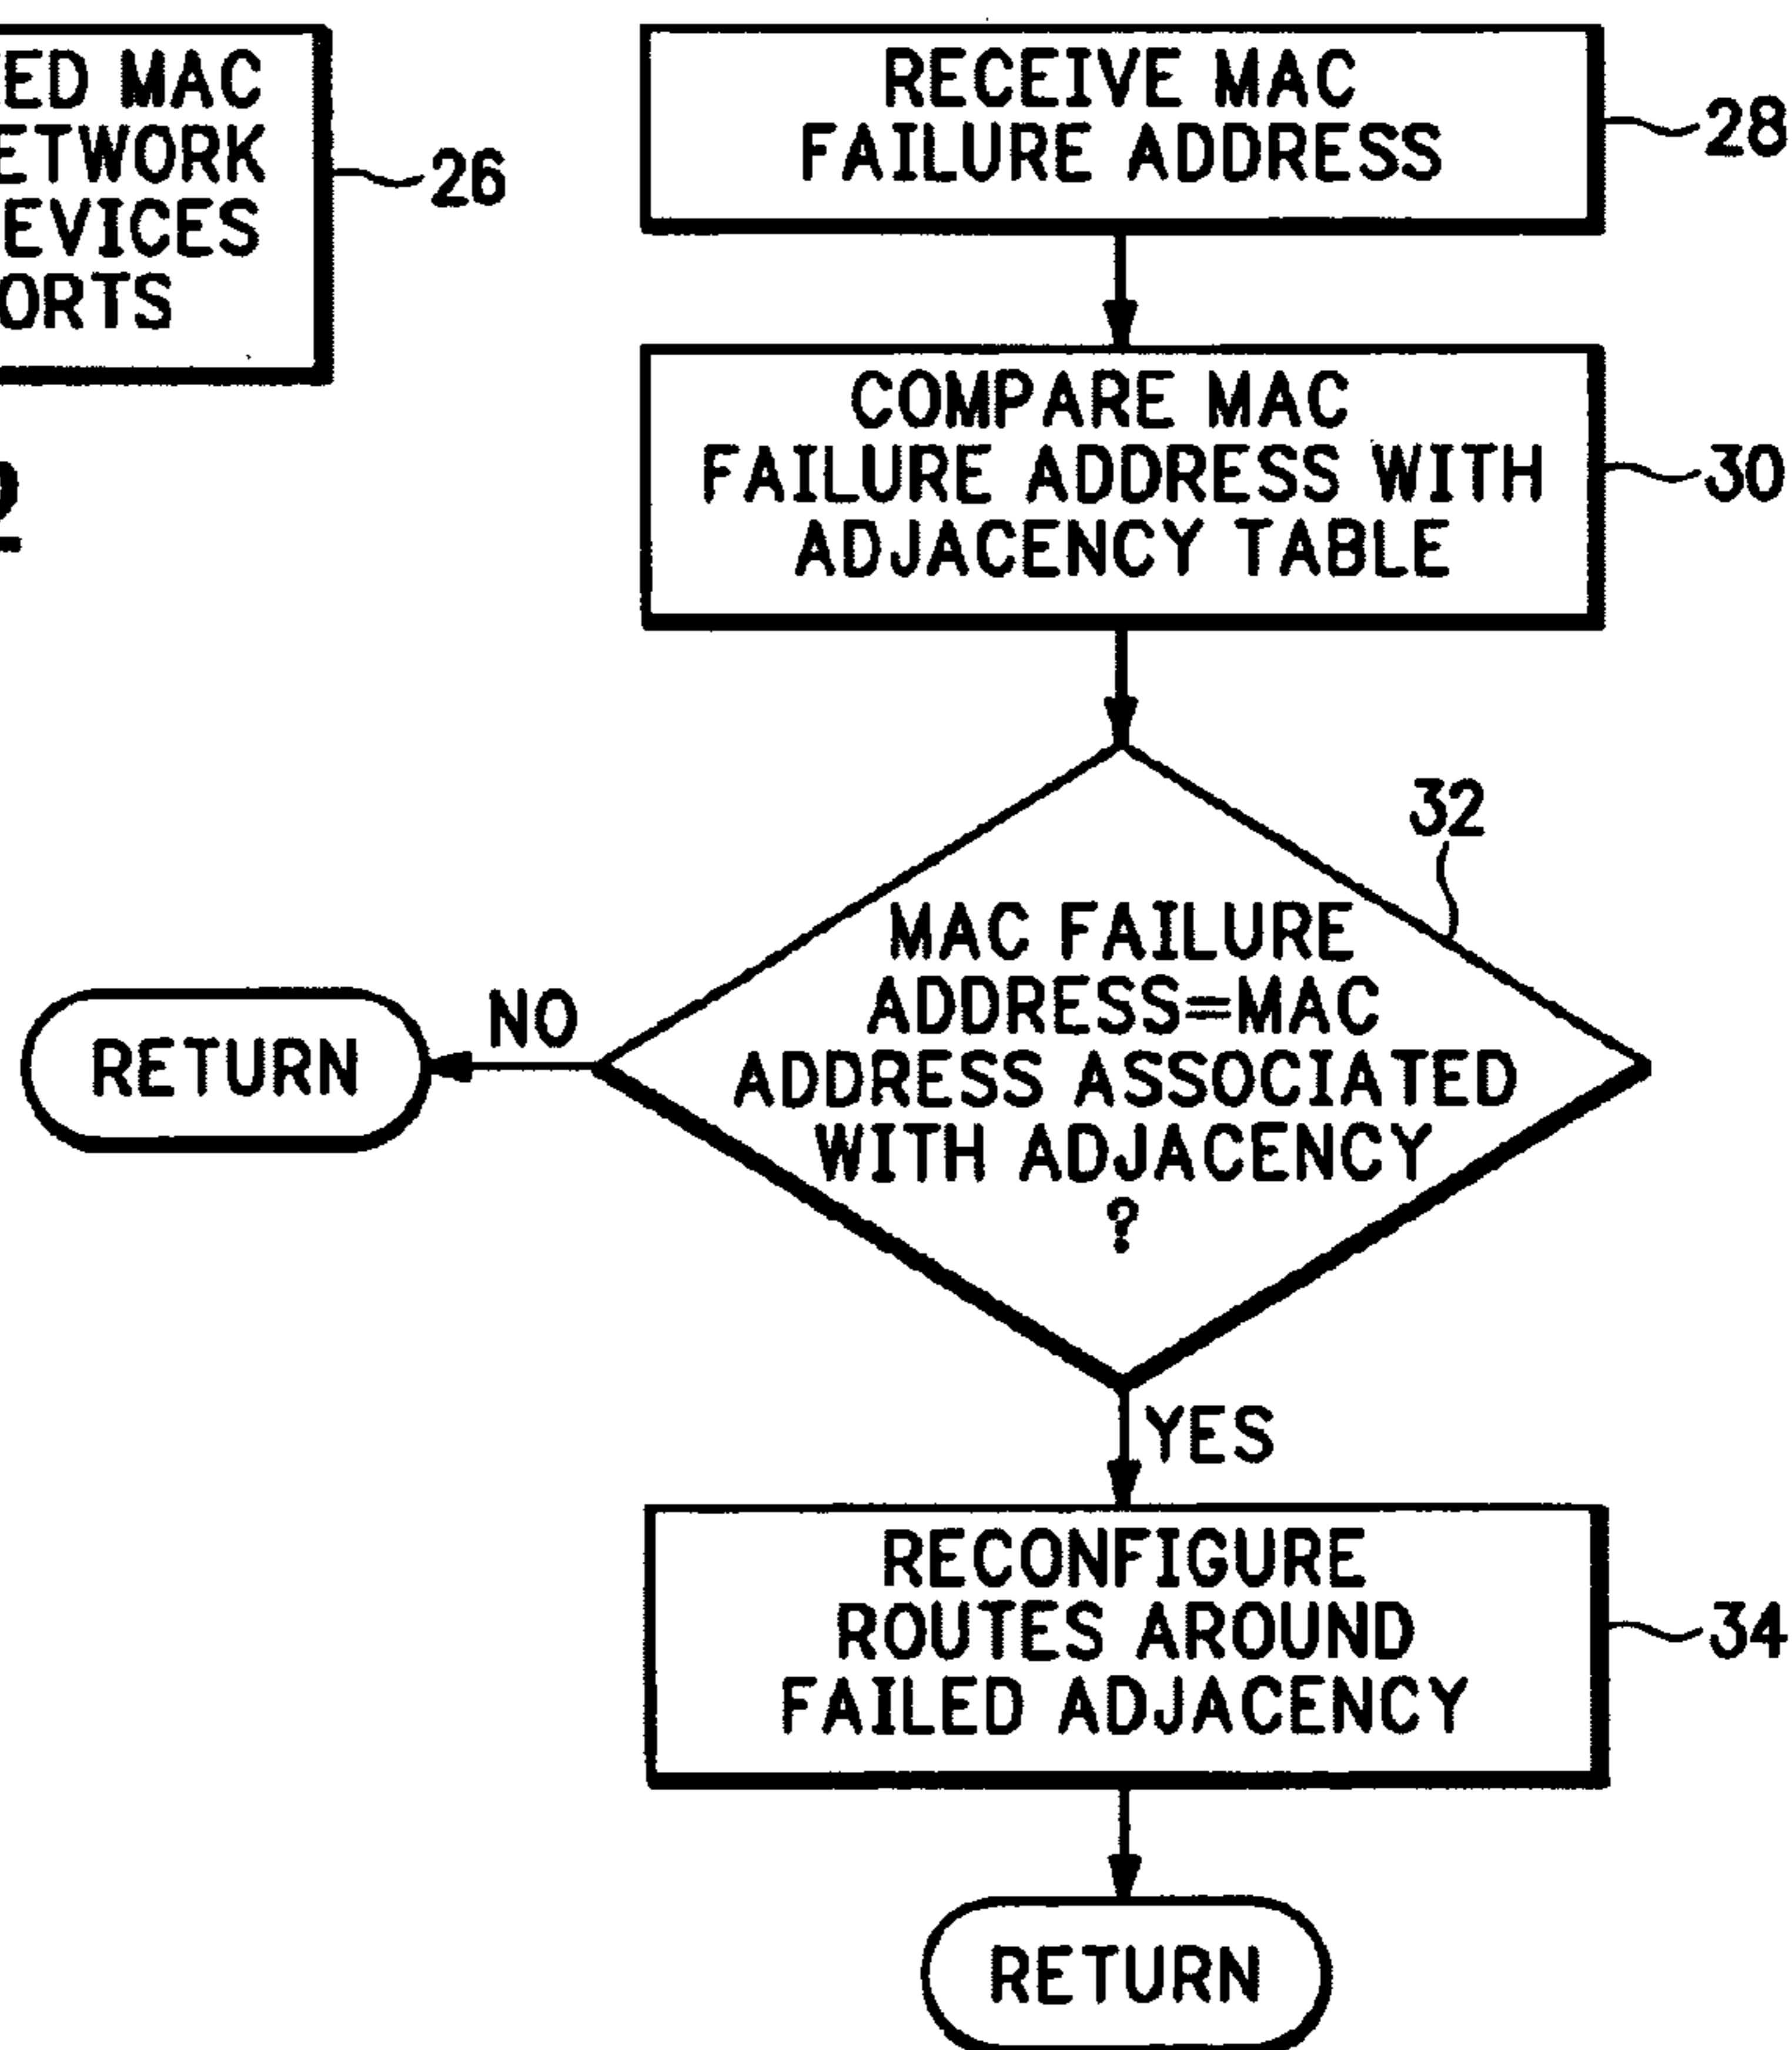 MAC
ETWORK
EVICES
ORTS
26
RECEIVE MAC
FAILURE ADDRESS
28
COMPARE MAC
FAILURE ADDRESS WITH
ADJACENCY TABLE
30
32
MAC FAILURE
ADDRESS=MAC
ADDRESS ASSOCIATED
WITH ADJACENCY
?
NO
RETURN
YES
RECONFIGURE
ROUTES AROUND
FAILED ADJACENCY
34
RETURN